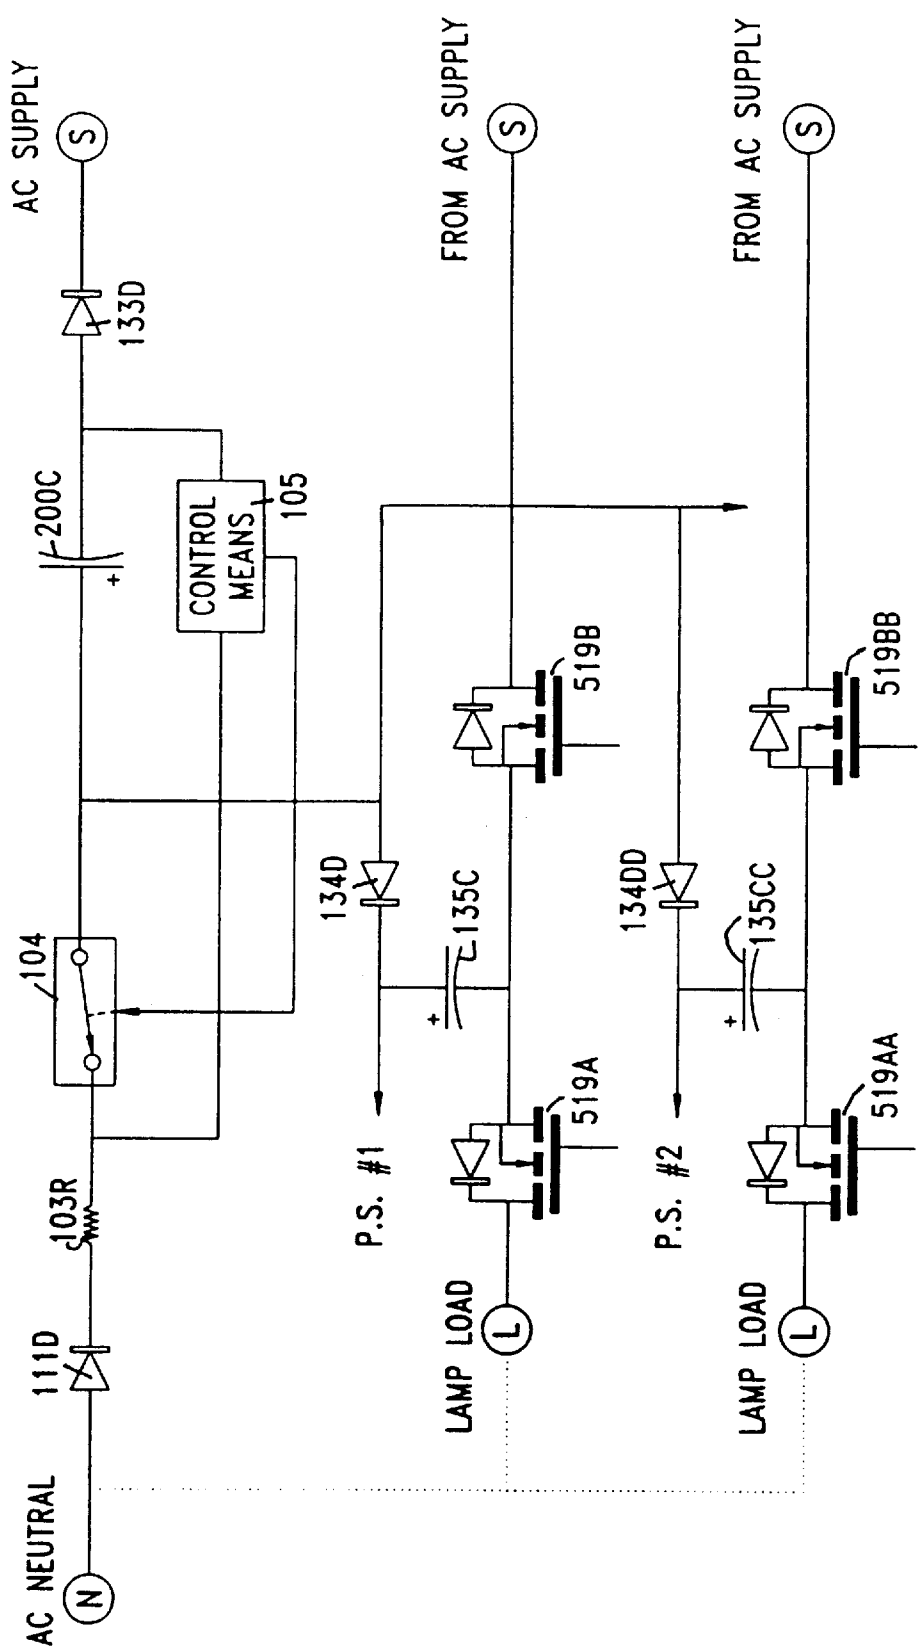 AC NEUTRAL
N
111D
103R
104
200C
+
133D
AC SUPPLY
S
CONTROL
MEANS
105
P.S. #1
134D
+
135C
FROM AC SUPPLY
S
LAMP LOAD
L
519A
519B
P.S. #2
134DD
+
135CC
FROM AC SUPPLY
S
LAMP LOAD
L
519AA
519BB